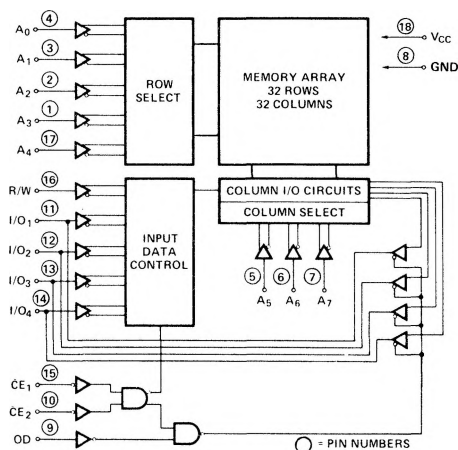 ④ A0
③ A1
② A2
① A3
⑰ A4
ROW SELECT
MEMORY ARRAY
32 ROWS
32 COLUMNS
⑱ VCC
⑧ GND
⑯ R/W
⑪ I/O1
⑫ I/O2
⑬ I/O3
⑭ I/O4
INPUT
DATA
CONTROL
COLUMN I/O CIRCUITS
COLUMN SELECT
⑤ ⑥ ⑦
A5 A6 A7
⑮ CE1
⑩ CE2
⑨ OD
○ = PIN NUMBERS